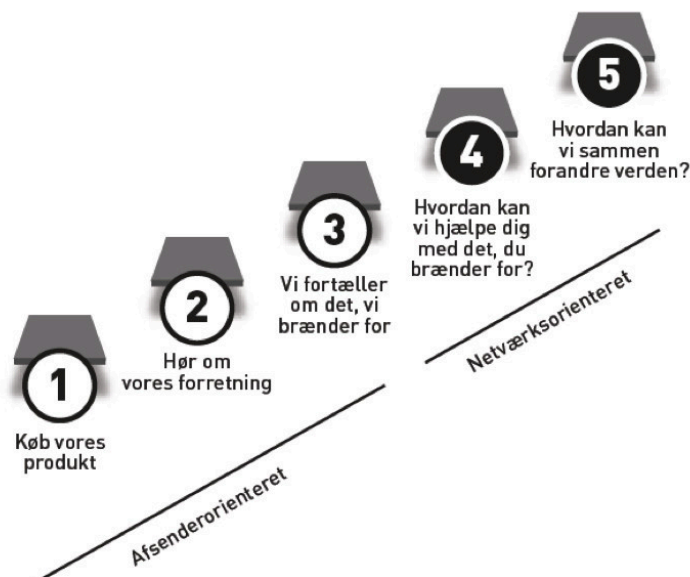 1
Køb vores
produkt
2
Hør om
vores forretning
3
Vi fortæller
om det, vi
brænder for
4
Hvordan kan
vi hjælpe dig
med det, du
brænder for?
5
Hvordan kan
vi sammen
forandre verden?
Afsenderorienteret
Netværksorienteret